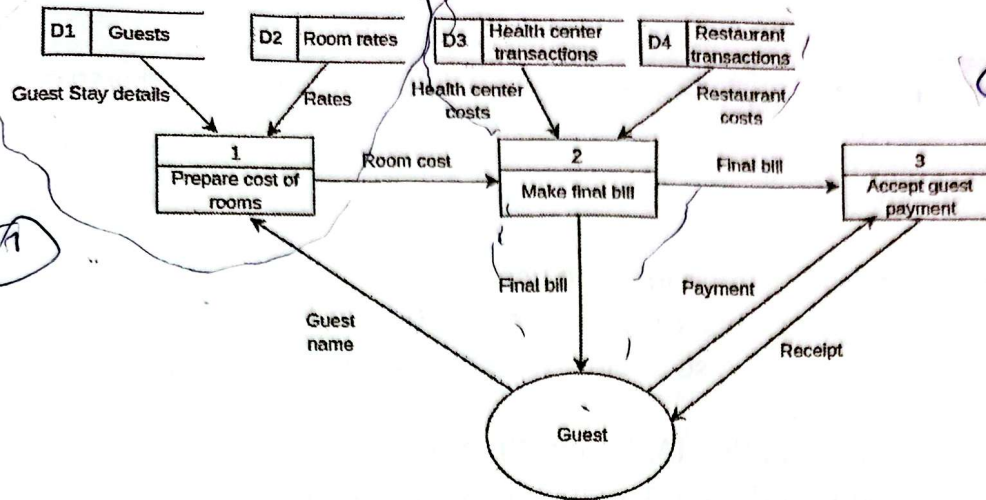 D1 Guests
D2 Room rates
D3 Health center
transactions
D4 Restaurant
transactions
Guest Stay details
Rates
Health center
costs
Restaurant
costs
1
Prepare cost of
rooms
Room cost
2
Make final bill
Final bill
3
Accept guest
payment
Final bill
Payment
Guest
name
Receipt
Guest